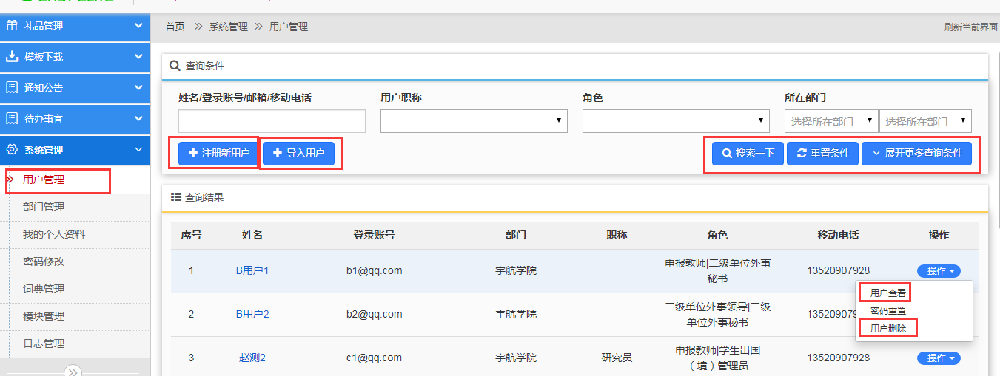 礼品管理
模板下载
通知公告
待办事宜
系统管理
用户管理
部门管理
我的个人资料
密码修改
词典管理
模块管理
日志管理
首页 系统管理 用户管理
刷新当前界面
查询条件
姓名/登录账号/邮箱/移动电话 用户职称 角色 所在部门
选择所在部门 选择所在部门
注册新用户 导入用户 搜索一下 重置条件 展开更多查询条件
查询结果
序号 姓名 登录账号 部门 职称 角色 移动电话 操作
1 B用户1 b1@qq.com 宇航学院 申报教师|二级单位外事 13520907928 操作
秘书
用户查看
密码重置
用户删除
2 B用户2 b2@qq.com 宇航学院 二级单位外事领导|二级 135209079
单位外事秘书
3 赵测2 c1@qq.com 宇航学院 研究员 申报教师|学生出国 13520907928 操作
（境）管理员